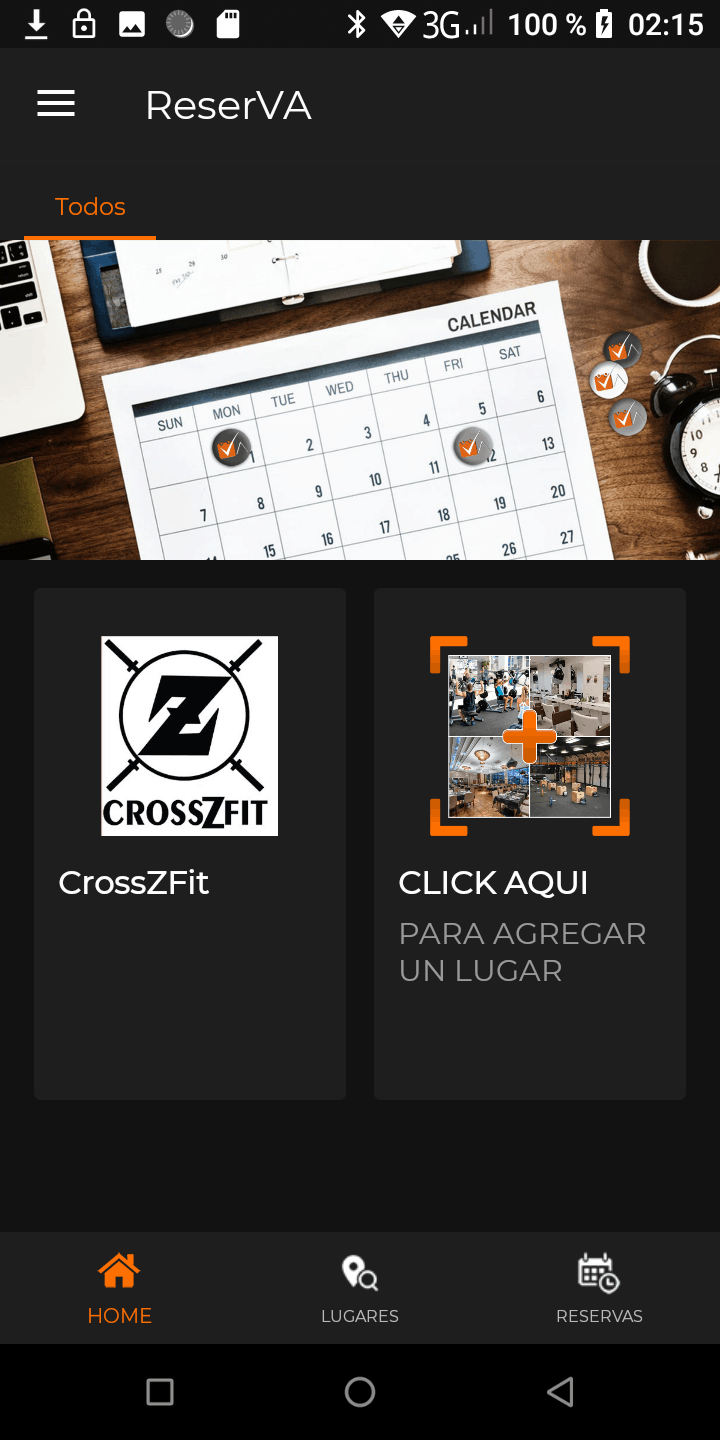 3G 100 % 02:15
ReserVA
Todos
CALENDAR
SUN MON TUE WED THU FRI SAT
1 2 3 4 5 6
7 8 9 10 11 12 13
15 16 17 18 19 20
25 26 27
CROSSZFIT
CrossZFit
CLICK AQUI
PARA AGREGAR
UN LUGAR
HOME
LUGARES
RESERVAS